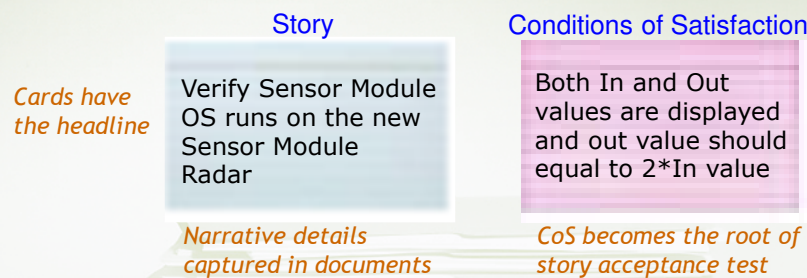 Story
Conditions of Satisfaction
Cards have
the headline
Verify Sensor Module
OS runs on the new
Sensor Module
Radar
Both In and Out
values are displayed
and out value should
equal to 2*In value
Narrative details
captured in documents
CoS becomes the root of
story acceptance test